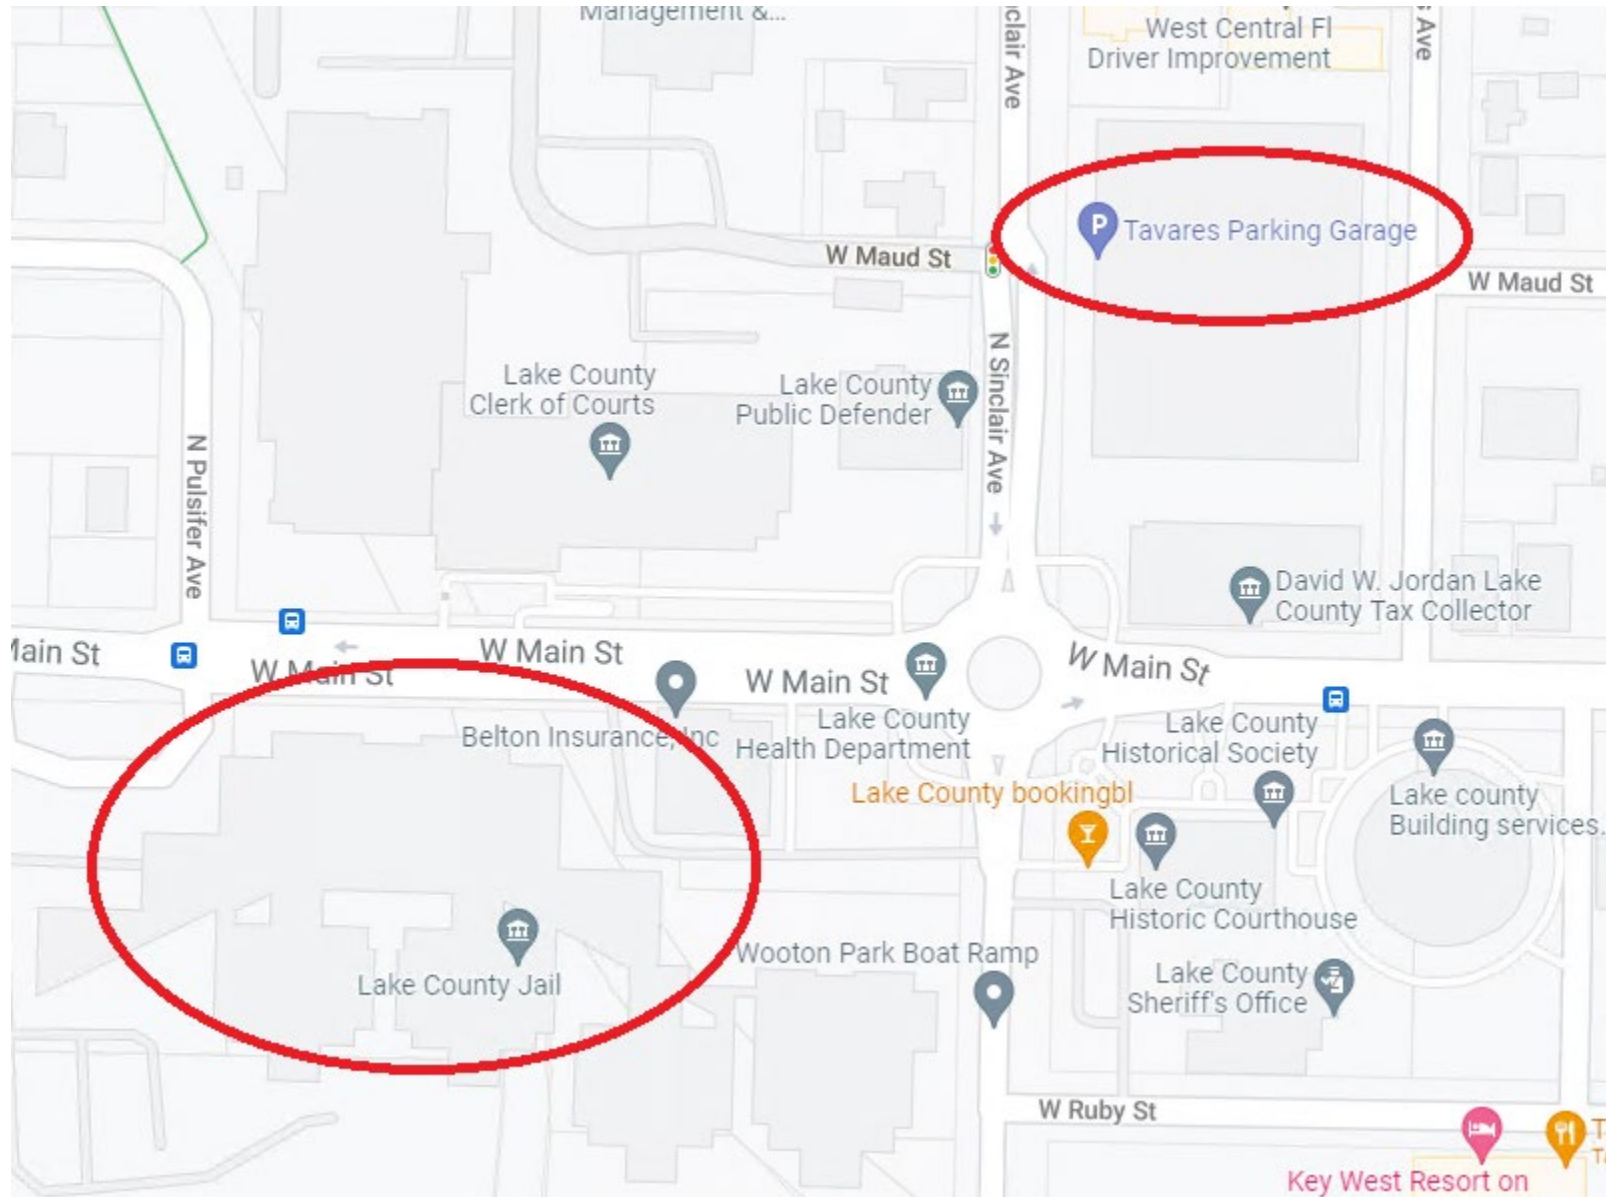 Management &...
nclair Ave
West Central Fl
Driver Improvement
s Ave
P
Tavares Parking Garage
W Maud St
W Maud St
N Sinclair Ave
Lake County
Clerk of Courts
Lake County
Public Defender
N Pulsifer Ave
David W. Jordan Lake
County Tax Collector
Main St
W Main St
W Main St
W Main St
W Main St
Belton Insurance, Inc
Lake County
Health Department
Lake County
Historical Society
Lake County bookingbl
Lake county
Building services...
Lake County
Historic Courthouse
Wooton Park Boat Ramp
Lake County
Sheriff's Office
Lake County Jail
W Ruby St
Key West Resort on
T